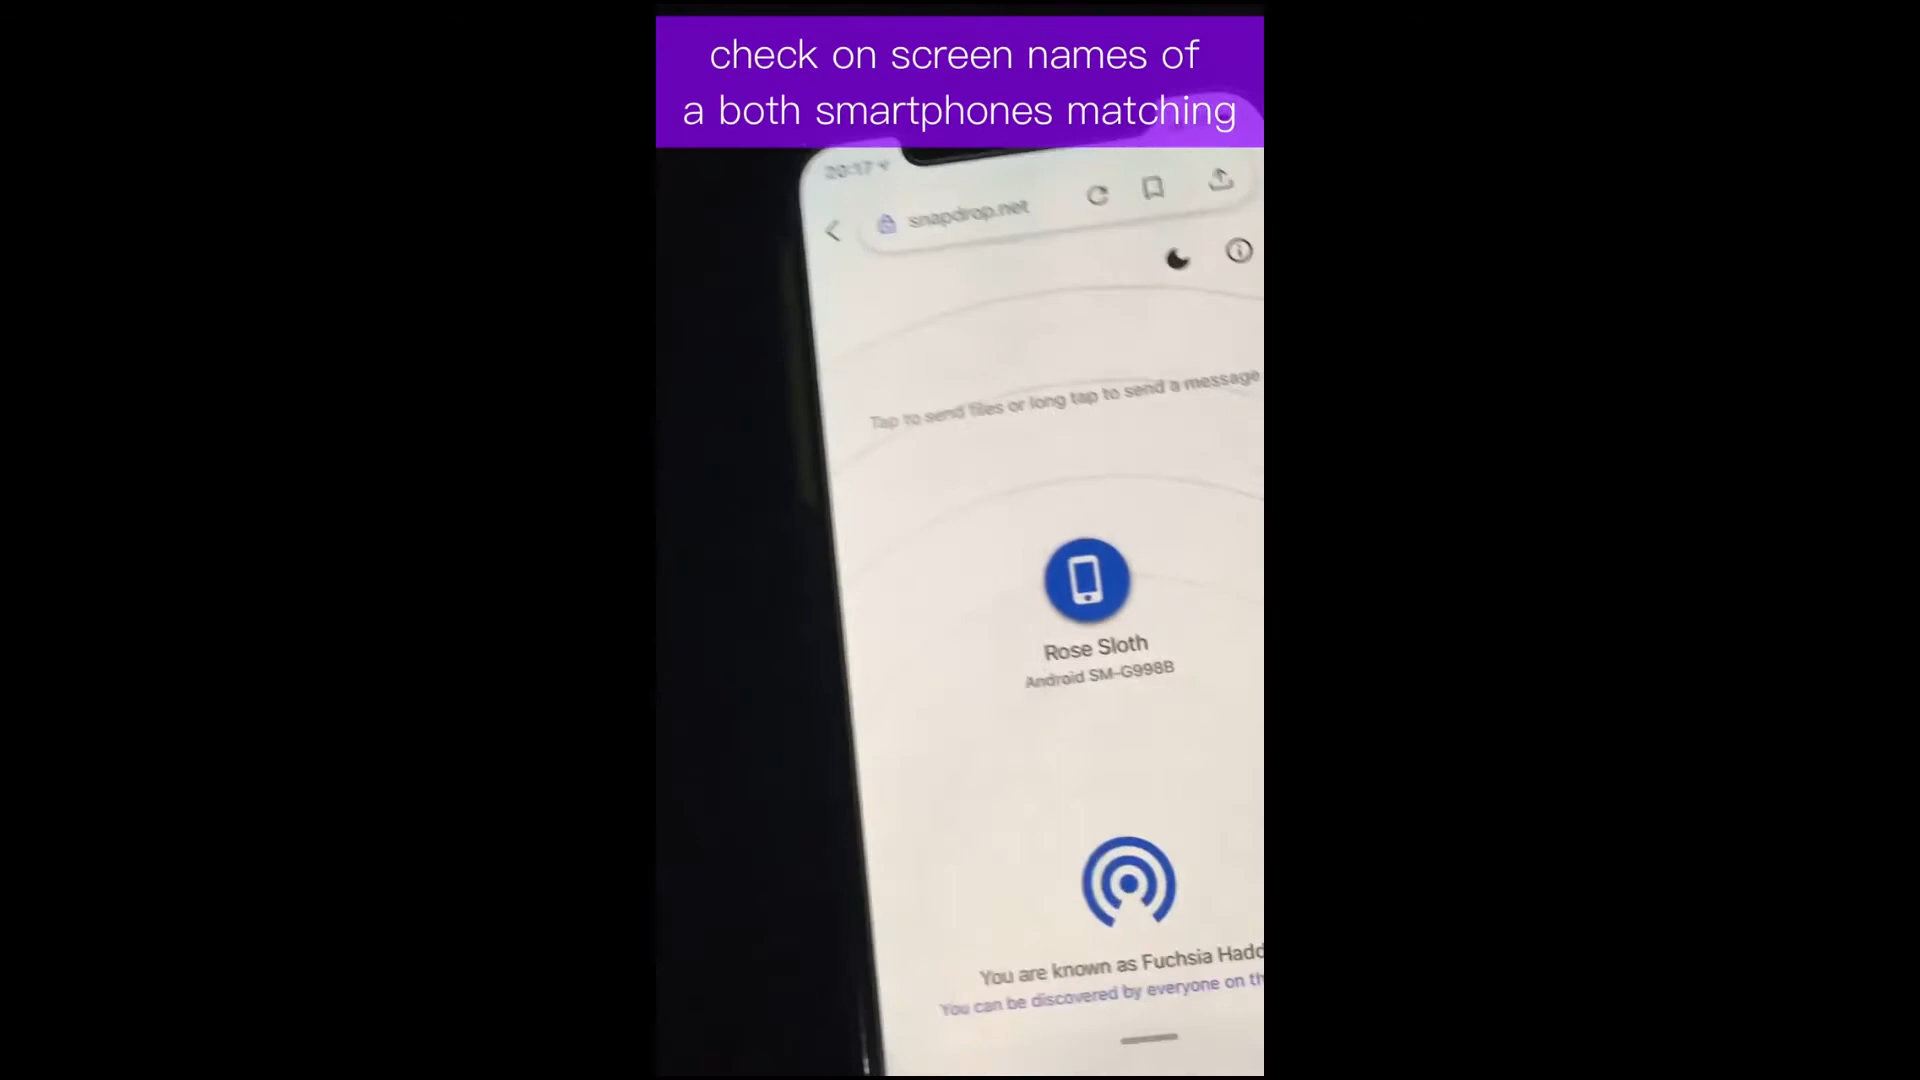 check on screen names of
a both smartphones matching
20:17
snapdrop.net
Tap to send files or long tap to send a message
Rose Sloth
Android SM-G998B
You are known as Fuchsia Hadd
You can be discovered by everyone on th